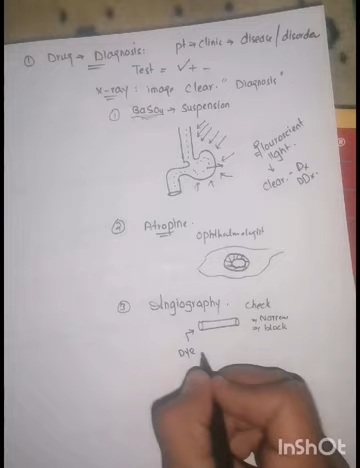 ① Drug → Diagnosis: pt → clinic → disease/disorder
Test = ✓ + -
X-ray: image clear. "Diagnosis"
① BaSO4 → Suspension
flourocient
light.
↓
clear. Dx
DDx.
② Atropine.
Ophthalmologist
③ Angiography. check
→ Narrow
or block
Dye
InShOt